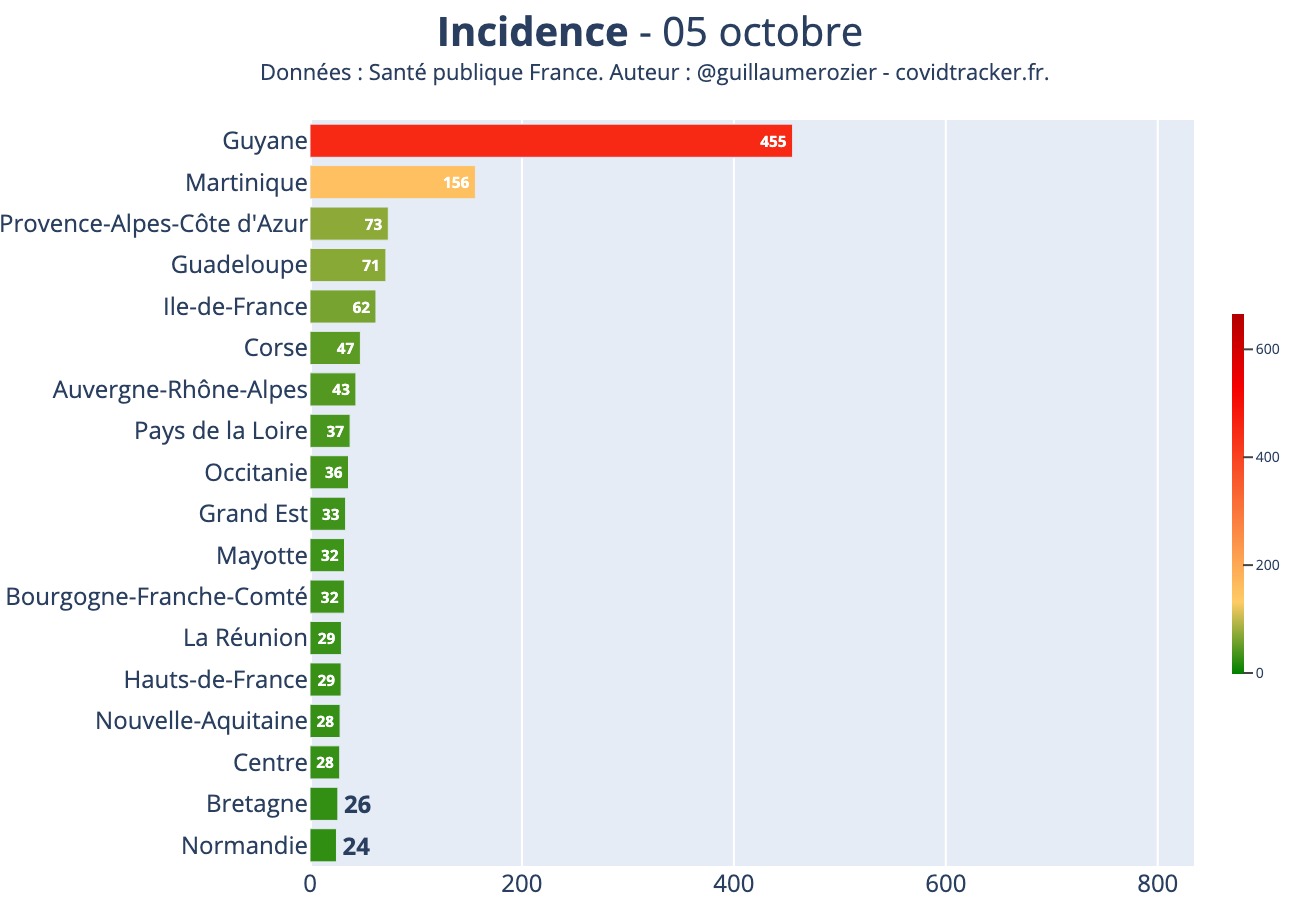 Incidence - 05 octobre
Données : Santé publique France. Auteur : @guillaumerozier - covidtracker.fr.
Guyane 455
Martinique 156
Provence-Alpes-Côte d'Azur 73
Guadeloupe 71
Ile-de-France 62
Corse 47
Auvergne-Rhône-Alpes 43
Pays de la Loire 37
Occitanie 36
Grand Est 33
Mayotte 32
Bourgogne-Franche-Comté 32
La Réunion 29
Hauts-de-France 29
Nouvelle-Aquitaine 28
Centre 28
Bretagne 26
Normandie 24
0 200 400 600 800
600
400
200
0